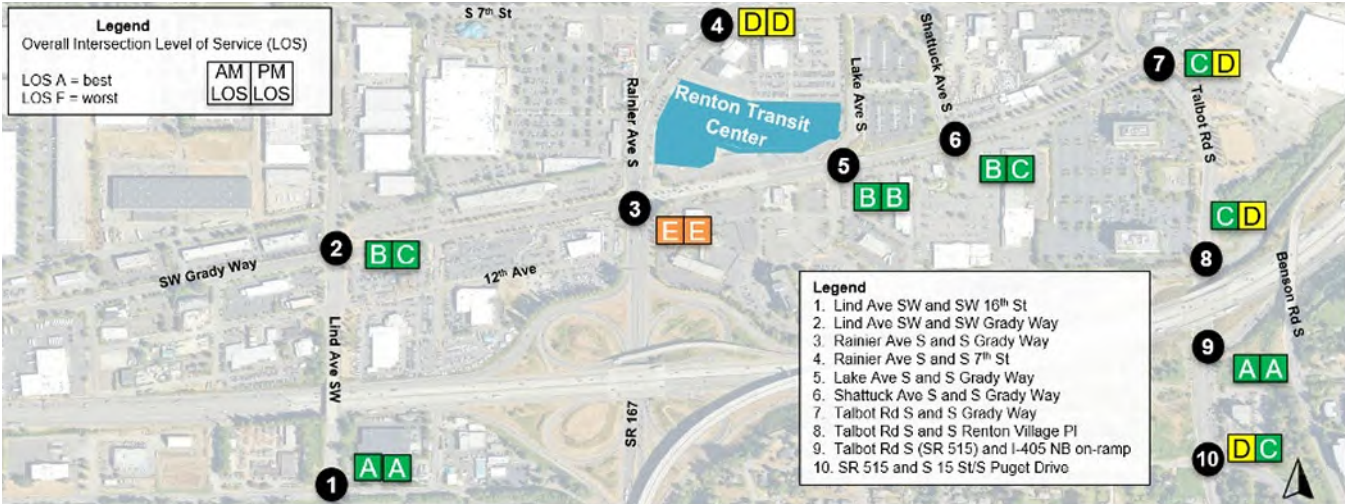 Legend
Overall Intersection Level of Service (LOS)
LOS A = best
LOS F = worst
AM PM
LOS LOS
S 7th St
4 D D
Shattuck Ave S
7 C D
Rainier Ave S
Renton Transit
Center
Lake Ave S
Talbot Rd S
6
B C
5
B B
3
E E
2 B C
SW Grady Way
12th Ave
C D
8
Benson Rd S
Lind Ave SW
SR 167
Legend
1. Lind Ave SW and SW 16th St
2. Lind Ave SW and SW Grady Way
3. Rainier Ave S and S Grady Way
4. Rainier Ave S and S 7th St
5. Lake Ave S and S Grady Way
6. Shattuck Ave S and S Grady Way
7. Talbot Rd S and S Grady Way
8. Talbot Rd S and S Renton Village Pl
9. Talbot Rd S (SR 515) and I-405 NB on-ramp
10. SR 515 and S 15 St/S Puget Drive
9
A A
10 D C
1 A A